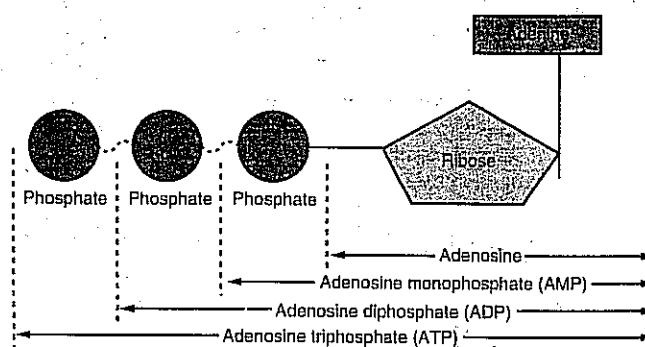 Adenine
Ribose
Phosphate Phosphate Phosphate
Adenosine
Adenosine monophosphate (AMP)
Adenosine diphosphate (ADP)
Adenosine triphosphate (ATP)